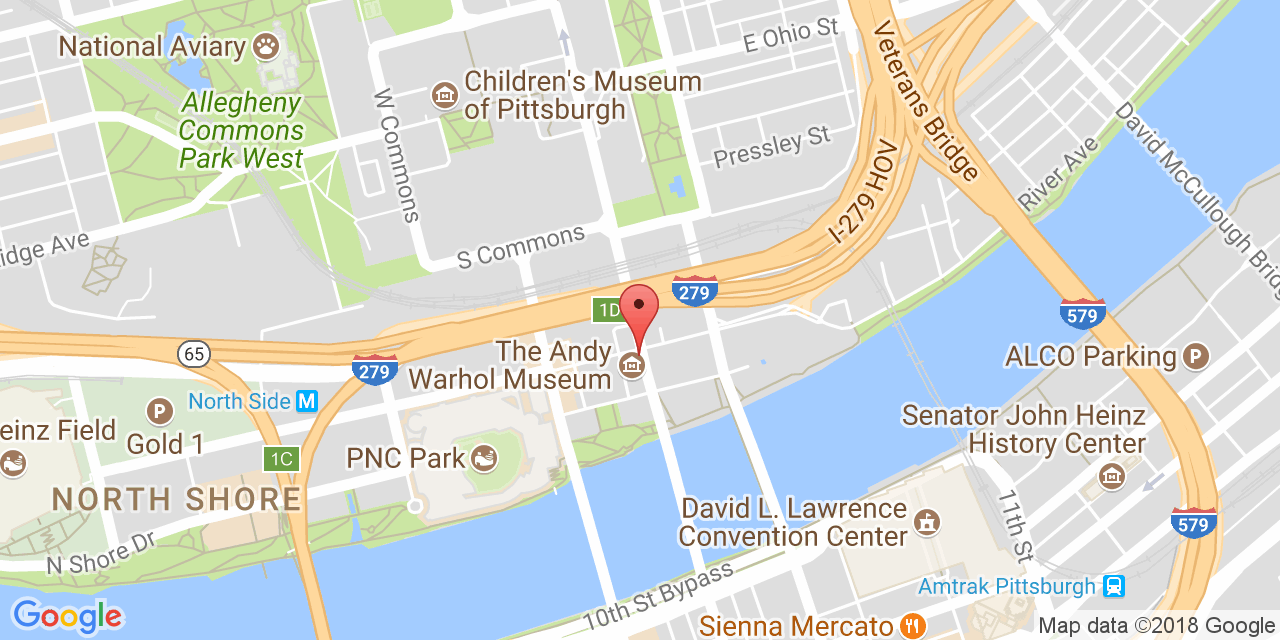 National Aviary
Allegheny
Commons
Park West
W Commons
Children's Museum
of Pittsburgh
E Ohio St
Pressley St
Veterans Bridge
I-279 HOV
River Ave
David McCullough Bridge
S Commons
idge Ave
1D
279
579
65
279
The Andy
Warhol Museum
ALCO Parking
P
North Side M
P
Gold 1
einz Field
1C
PNC Park
NORTH SHORE
N Shore Dr
Senator John Heinz
History Center
David L. Lawrence
Convention Center
11th St
579
10th St Bypass
Amtrak Pittsburgh
Sienna Mercato
Google
Map data ©2018 Google